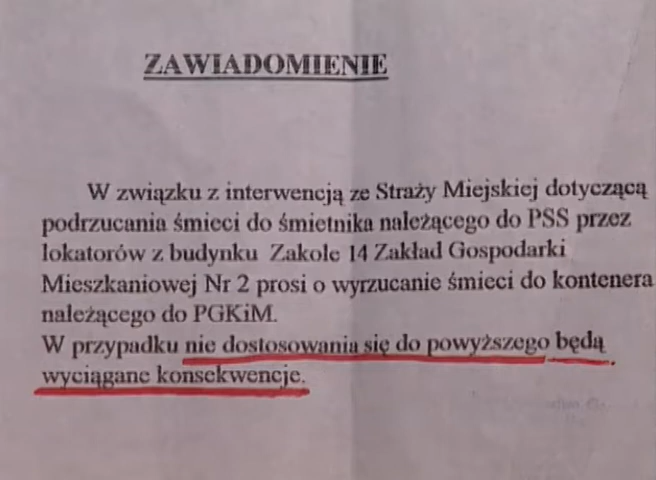 ZAWIADOMIENIE
W związku z interwencją ze Straży Miejskiej dotyczącą
podrzucania śmieci do śmietnika należącego do PSS przez
lokatorów z budynku Zakole 14 Zakład Gospodarki
Mieszkaniowej Nr 2 prosi o wyrzucanie śmieci do kontenera
należącego do PGKiM.
W przypadku nie dostosowania się do powyższego będą
wyciągane konsekwencje.